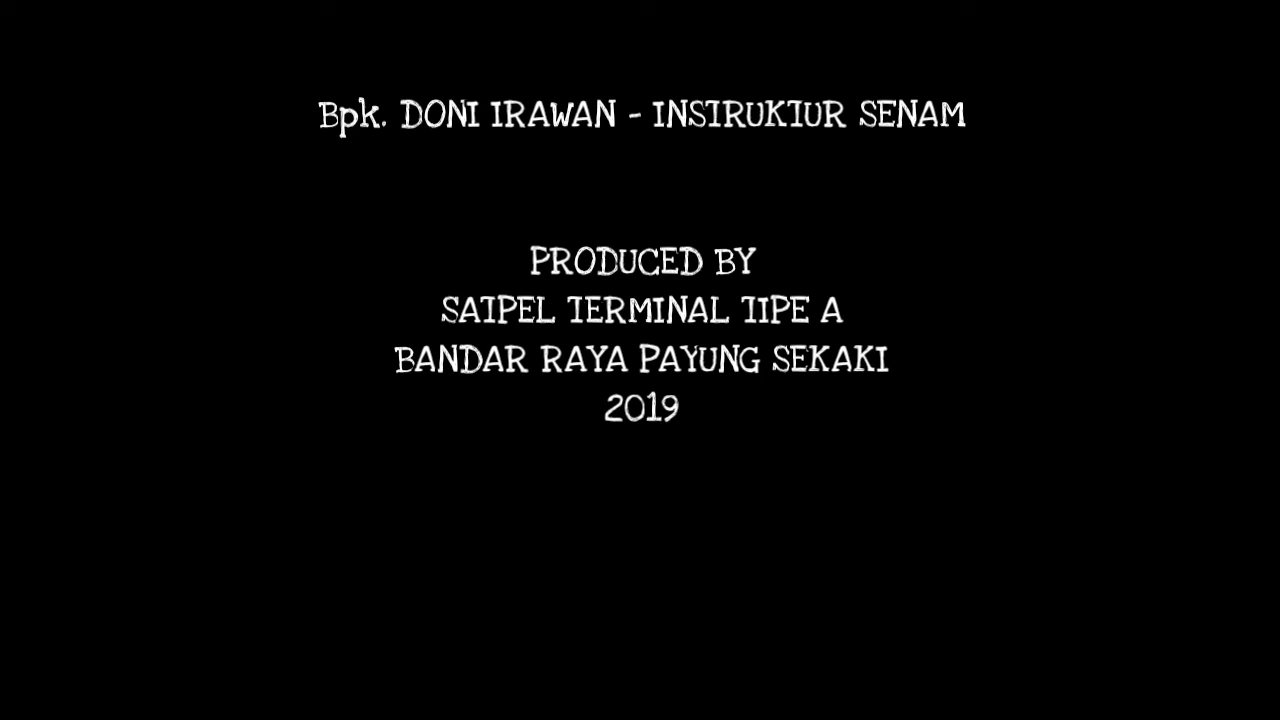 Bpk. DONI IRAWAN - INSTRUKTUR SENAM
PRODUCED BY
SATPEL TERMINAL TIPE A
BANDAR RAYA PAYUNG SEKAKI
2019